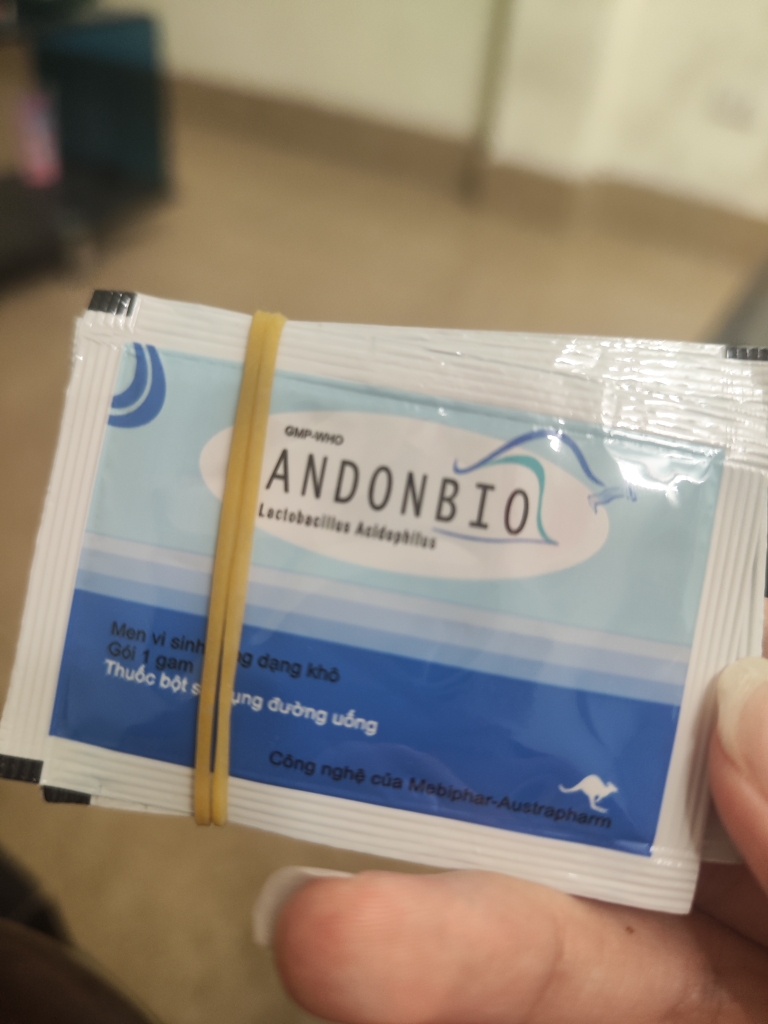 GMP-WHO
ANDONBIO
Lactobacillus Acidophilus
Men vi sinh dạng khô
Gói 1 gam
Thuốc bột đường uống
Công nghệ của Mebiphar-Austrapharm